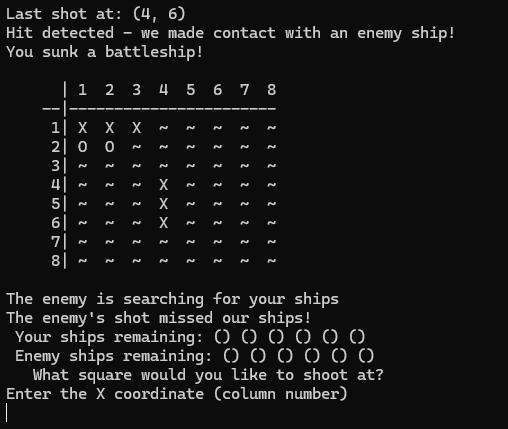 Last shot at: (4, 6)
Hit detected – we made contact with an enemy ship!
You sunk a battleship!
| 1 2 3 4 5 6 7 8
--|-----------------------
1| X X X ~ ~ ~ ~ ~
2| O O ~ ~ ~ ~ ~ ~
3| ~ ~ ~ ~ ~ ~ ~ ~
4| ~ ~ ~ X ~ ~ ~ ~
5| ~ ~ ~ X ~ ~ ~ ~
6| ~ ~ ~ X ~ ~ ~ ~
7| ~ ~ ~ ~ ~ ~ ~ ~
8| ~ ~ ~ ~ ~ ~ ~ ~
The enemy is searching for your ships
The enemy's shot missed our ships!
Your ships remaining: () () () () () ()
Enemy ships remaining: () () () () () ()
What square would you like to shoot at?
Enter the X coordinate (column number)